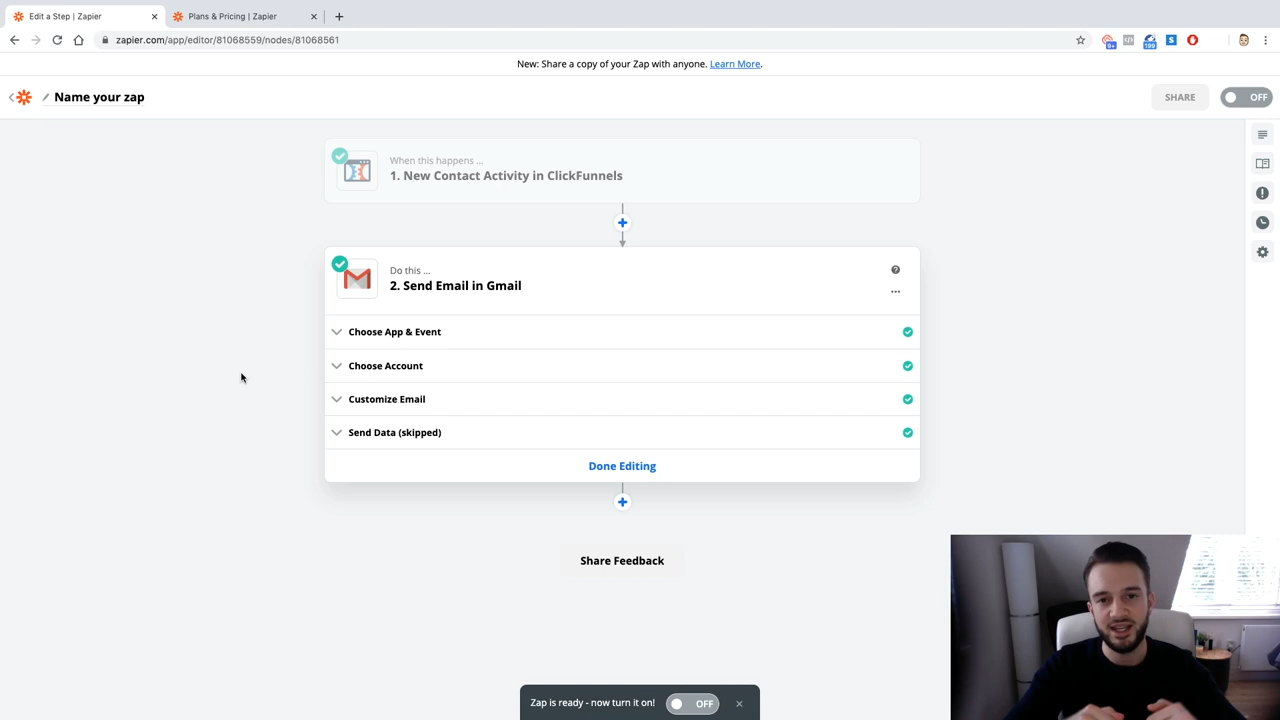 Edit a Step | Zapier
Plans & Pricing | Zapier
zapier.com/app/editor/81068559/nodes/81068561
9+
199
New: Share a copy of your Zap with anyone. Learn More.
Name your zap
SHARE
OFF
When this happens ...
1. New Contact Activity in ClickFunnels
Do this ...
2. Send Email in Gmail
Choose App & Event
Choose Account
Customize Email
Send Data (skipped)
Done Editing
Share Feedback
Zap is ready - now turn it on!
OFF